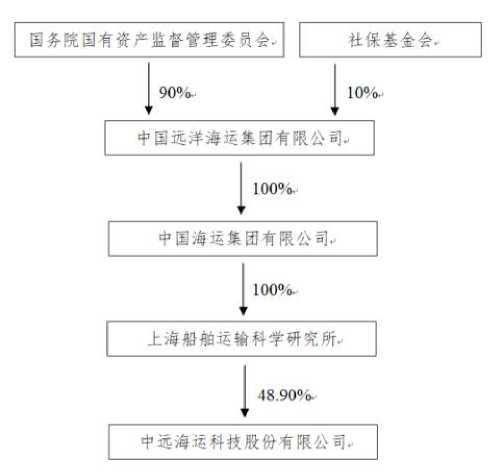 国务院国有资产监督管理委员会
社保基金会
90%
10%
中国远洋海运集团有限公司
100%
中国海运集团有限公司
100%
上海船舶运输科学研究所
48.90%
中远海运科技股份有限公司